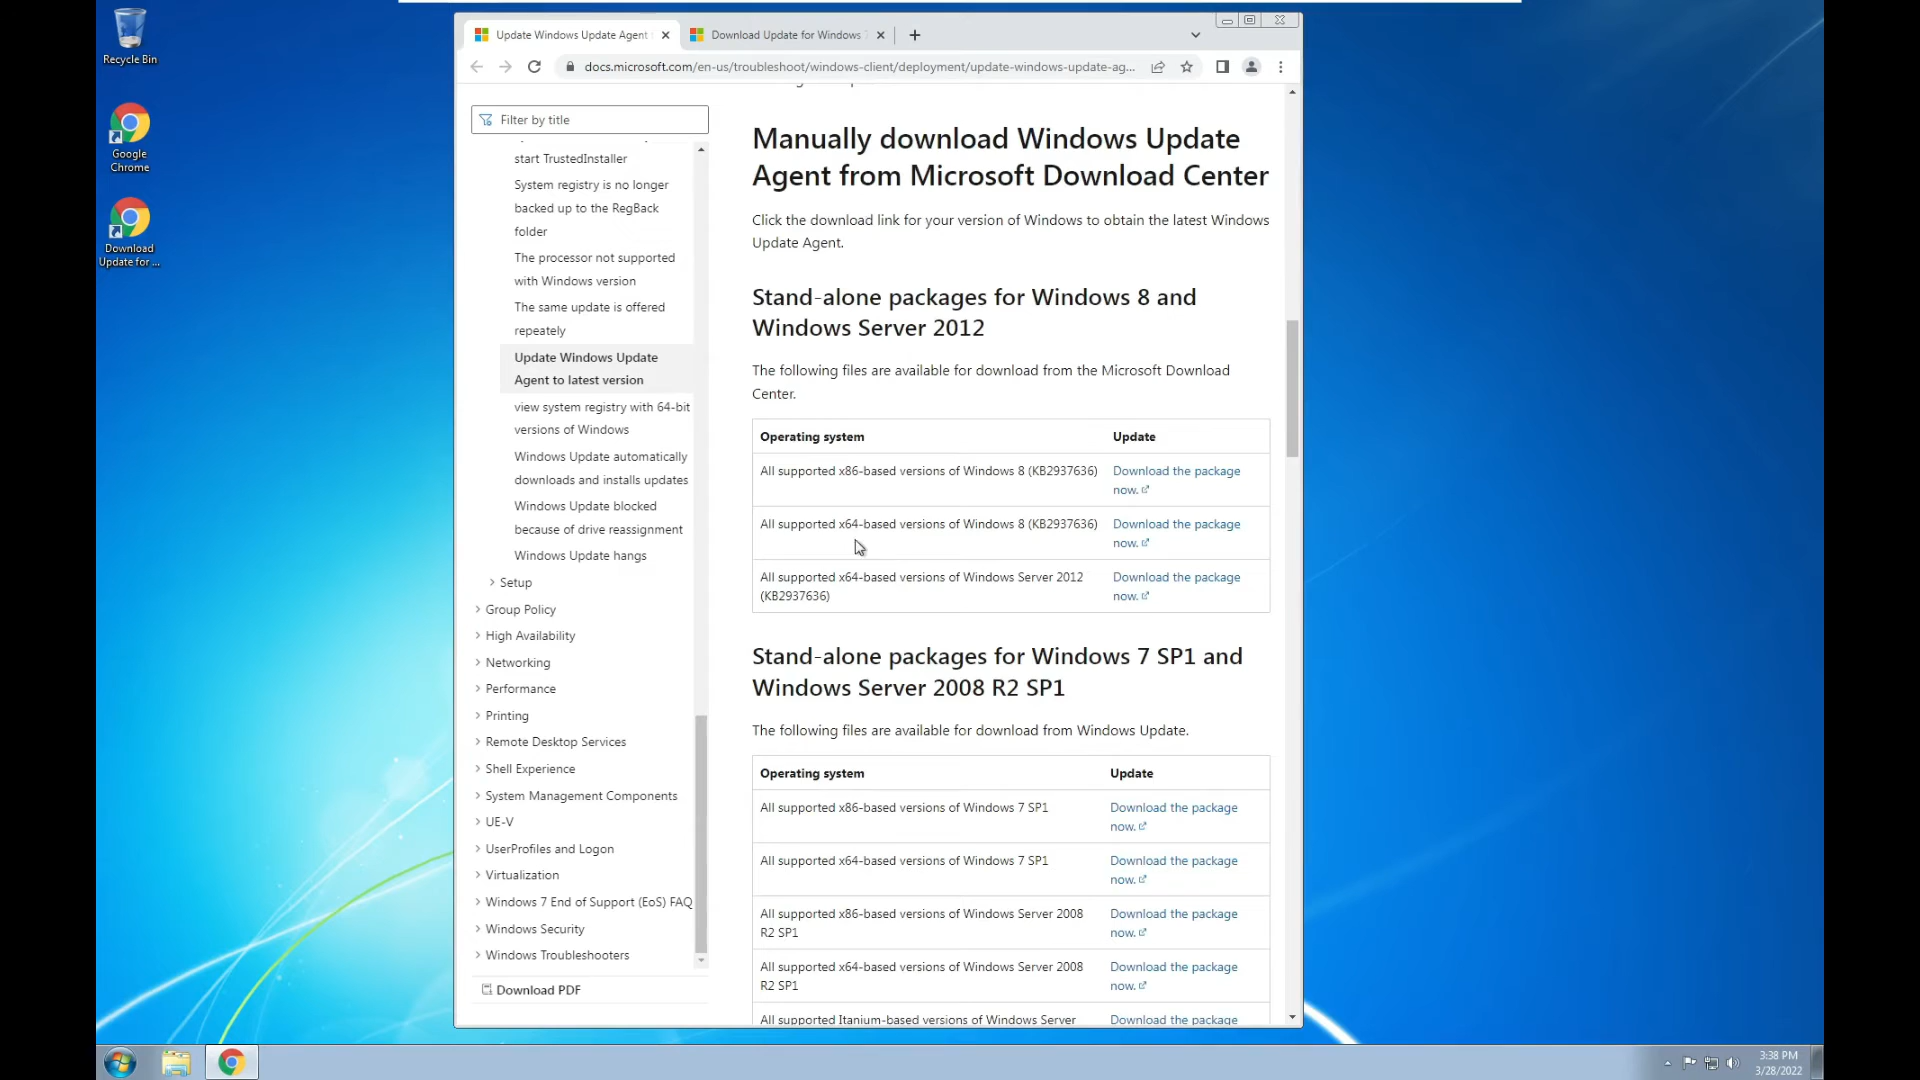 Recycle Bin
Google
Chrome
Download
Update for ...
Update Windows Update Agent
Download Update for Windows 7
docs.microsoft.com/en-us/troubleshoot/windows-client/deployment/update-windows-update-ag...
Filter by title
start TrustedInstaller
System registry is no longer
backed up to the RegBack
folder
The processor not supported
with Windows version
The same update is offered
repeately
Update Windows Update
Agent to latest version
view system registry with 64-bit
versions of Windows
Windows Update automatically
downloads and installs updates
Windows Update blocked
because of drive reassignment
Windows Update hangs
Setup
Group Policy
High Availability
Networking
Performance
Printing
Remote Desktop Services
Shell Experience
System Management Components
UE-V
UserProfiles and Logon
Virtualization
Windows 7 End of Support (EoS) FAQ
Windows Security
Windows Troubleshooters
Download PDF
Manually download Windows Update
Agent from Microsoft Download Center
Click the download link for your version of Windows to obtain the latest Windows
Update Agent.
Stand-alone packages for Windows 8 and
Windows Server 2012
The following files are available for download from the Microsoft Download
Center.
Operating system Update
All supported x86-based versions of Windows 8 (KB2937636) Download the package
now.
All supported x64-based versions of Windows 8 (KB2937636) Download the package
now.
All supported x64-based versions of Windows Server 2012 Download the package
(KB2937636) now.
Stand-alone packages for Windows 7 SP1 and
Windows Server 2008 R2 SP1
The following files are available for download from Windows Update.
Operating system Update
All supported x86-based versions of Windows 7 SP1 Download the package
now.
All supported x64-based versions of Windows 7 SP1 Download the package
now.
All supported x86-based versions of Windows Server 2008 Download the package
R2 SP1 now.
All supported x64-based versions of Windows Server 2008 Download the package
R2 SP1 now.
All supported Itanium-based versions of Windows Server Download the package
3:38 PM
3/28/2022